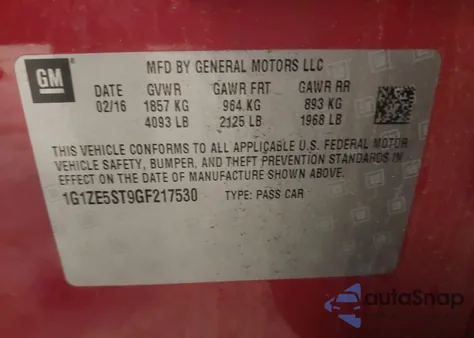 GM
MFD BY GENERAL MOTORS LLC
DATE GVWR GAWR FRT GAWR RR
02/16 1857 KG 964 KG 893 KG
4093 LB 2125 LB 1968 LB
THIS VEHICLE CONFORMS TO ALL APPLICABLE U.S. FEDERAL MOTOR
VEHICLE SAFETY, BUMPER, AND THEFT PREVENTION STANDARDS IN
EFFECT ON THE DATE OF MANUFACTURE SHOWN ABOVE.
1G1ZE5ST9GF217530 TYPE: PASS CAR
autoSnap